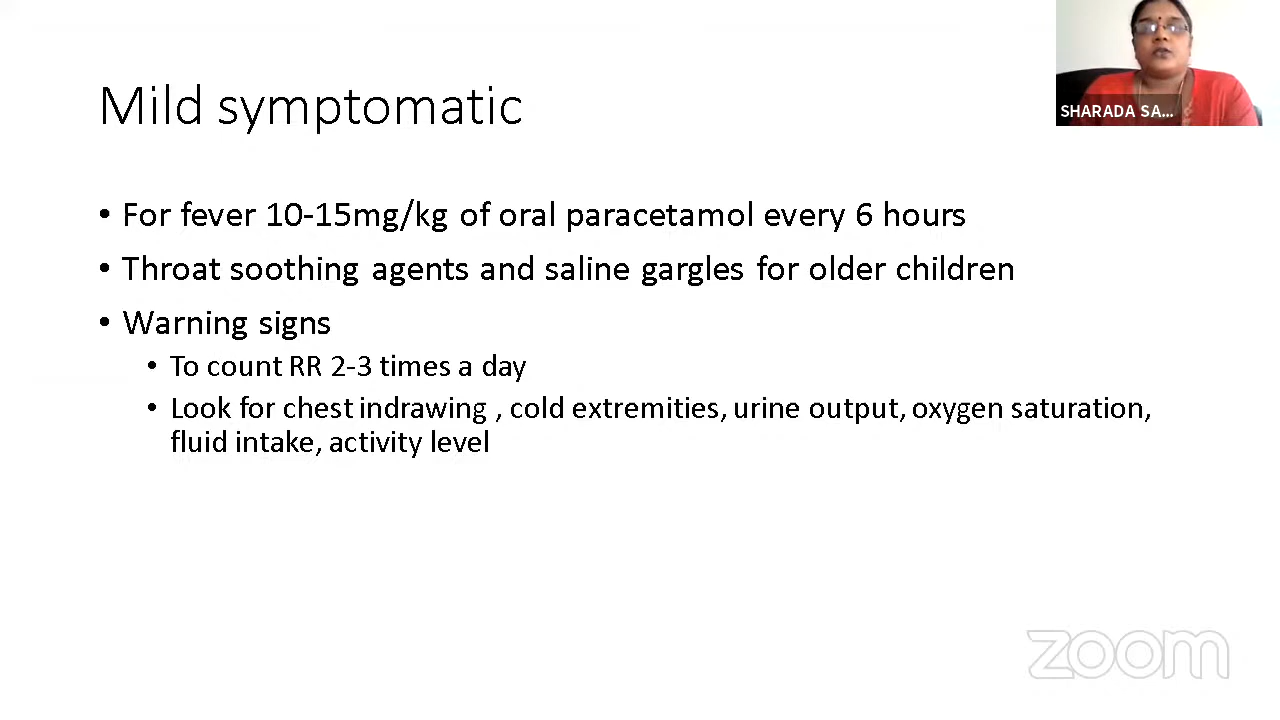 SHARADA SA...
Mild symptomatic
• For fever 10-15mg/kg of oral paracetamol every 6 hours
• Throat soothing agents and saline gargles for older children
• Warning signs
• To count RR 2-3 times a day
• Look for chest indrawing , cold extremities, urine output, oxygen saturation,
fluid intake, activity level
zoom